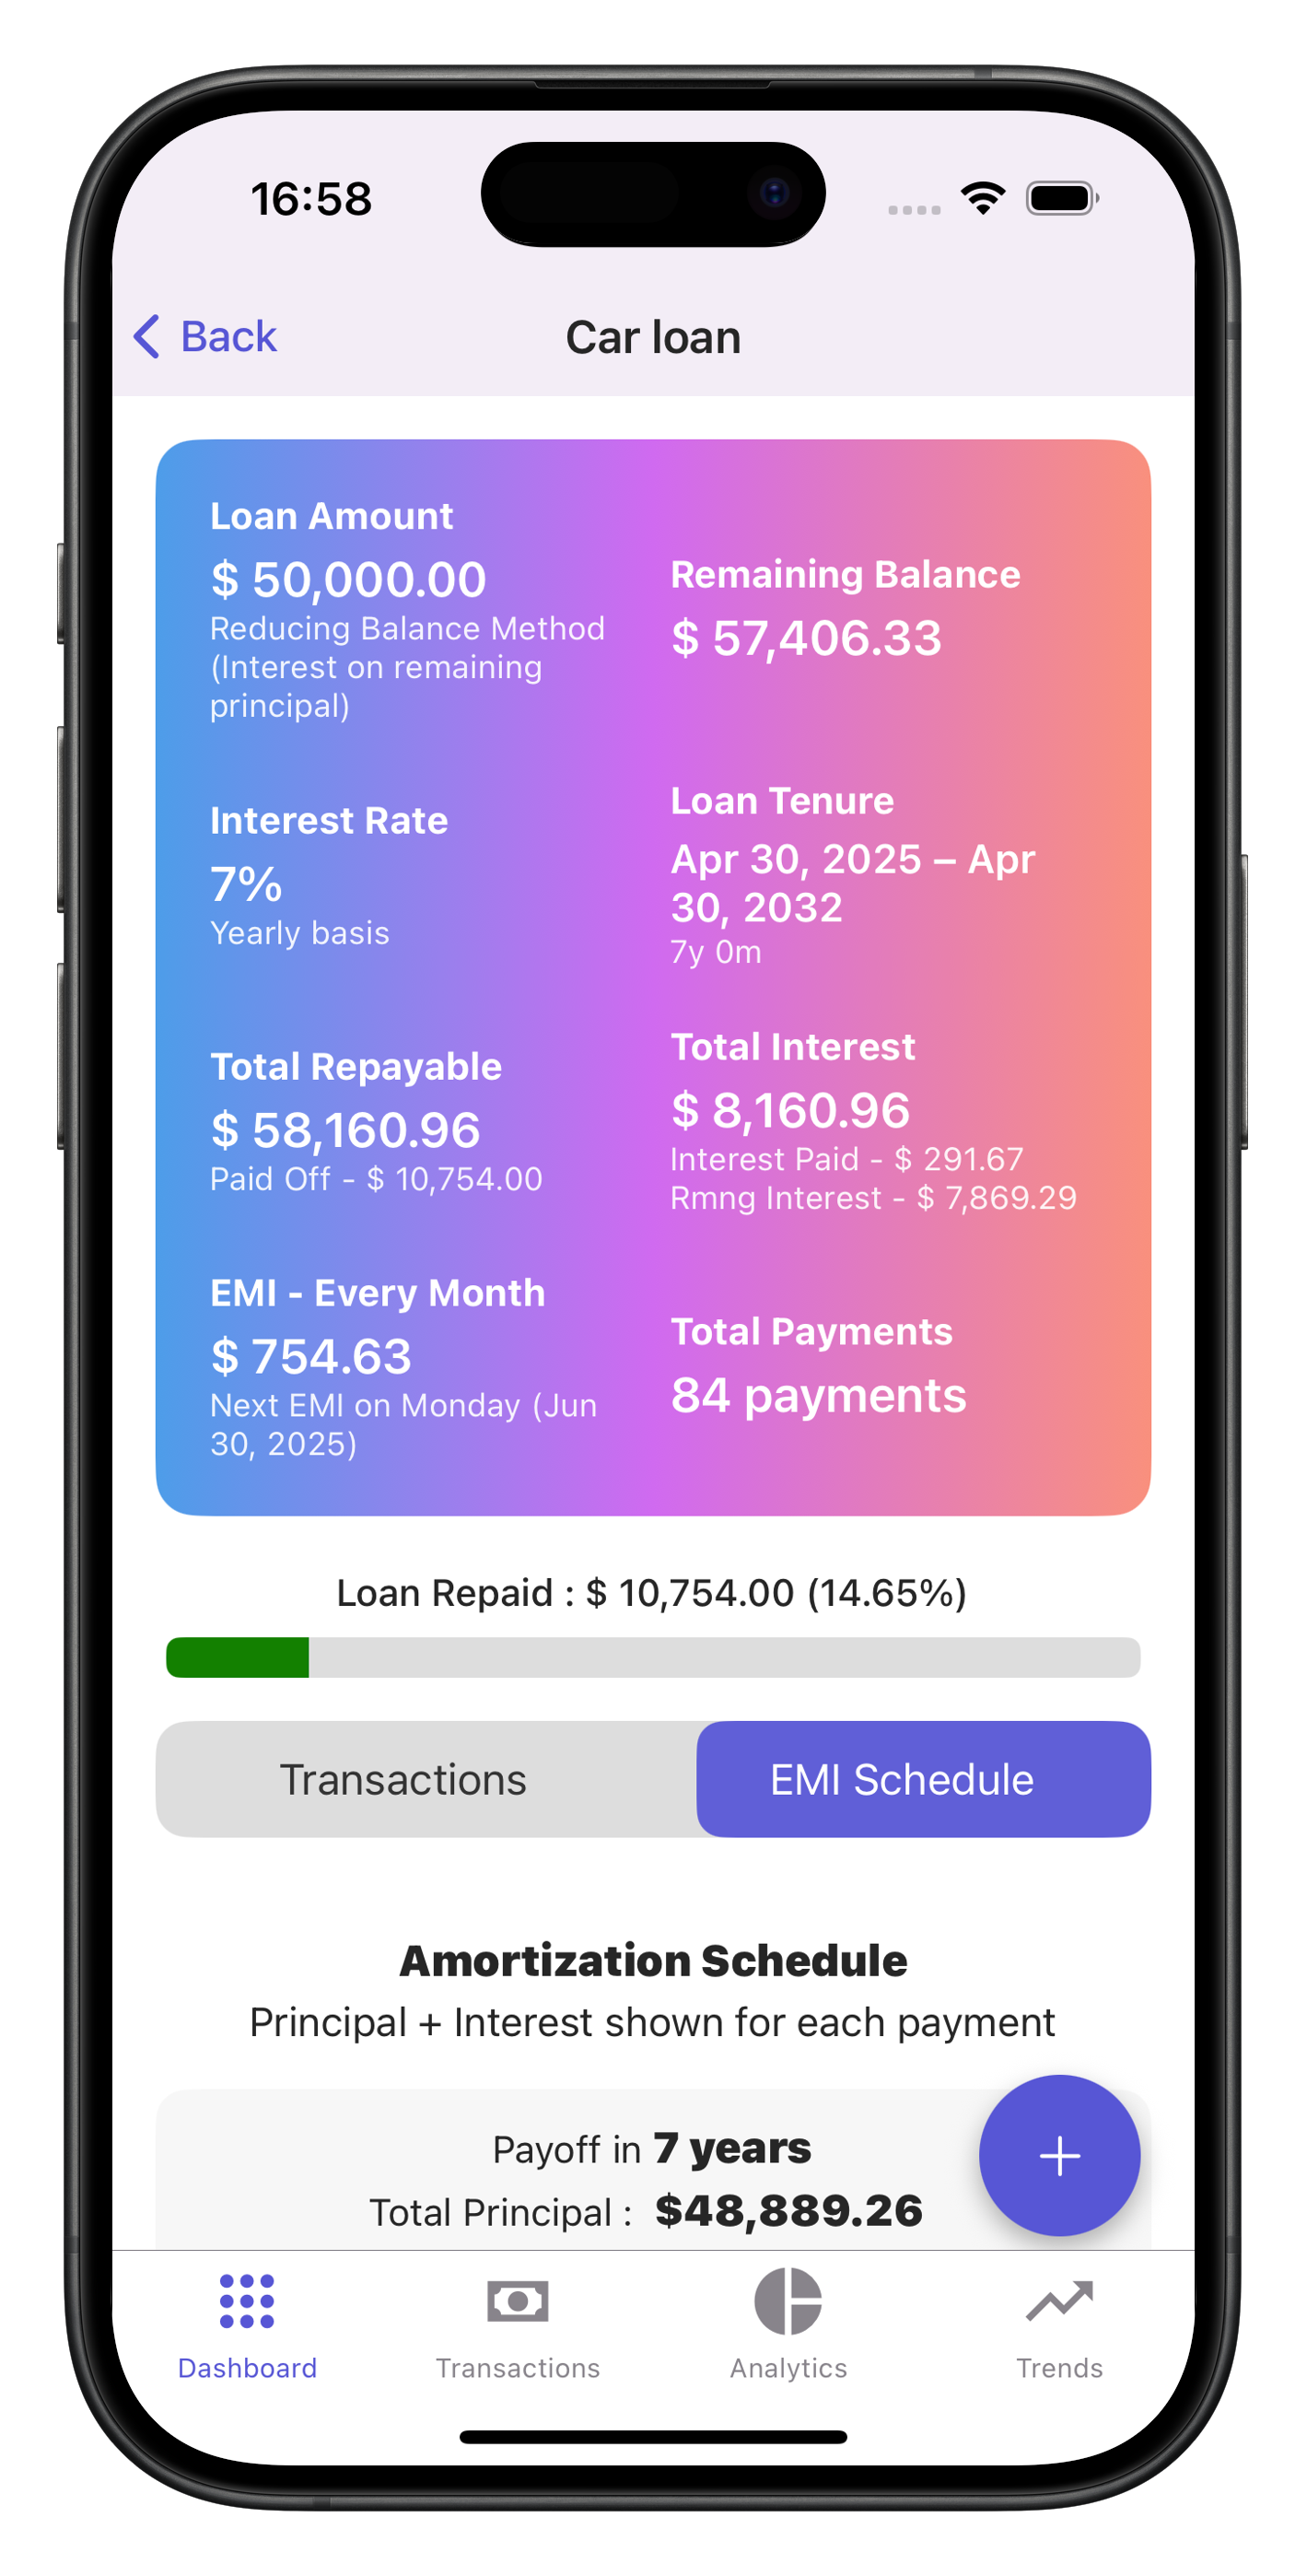 16:58
Back
Car loan
Loan Amount
$ 50,000.00
Reducing Balance Method
(Interest on remaining
principal)
Remaining Balance
$ 57,406.33
Interest Rate
7%
Yearly basis
Loan Tenure
Apr 30, 2025 – Apr
30, 2032
7y 0m
Total Repayable
$ 58,160.96
Paid Off - $ 10,754.00
Total Interest
$ 8,160.96
Interest Paid - $ 291.67
Rmng Interest - $ 7,869.29
EMI - Every Month
$ 754.63
Next EMI on Monday (Jun
30, 2025)
Total Payments
84 payments
Loan Repaid : $ 10,754.00 (14.65%)
Transactions
EMI Schedule
Amortization Schedule
Principal + Interest shown for each payment
Payoff in 7 years
Total Principal : $48,889.26
Dashboard
Transactions
Analytics
Trends